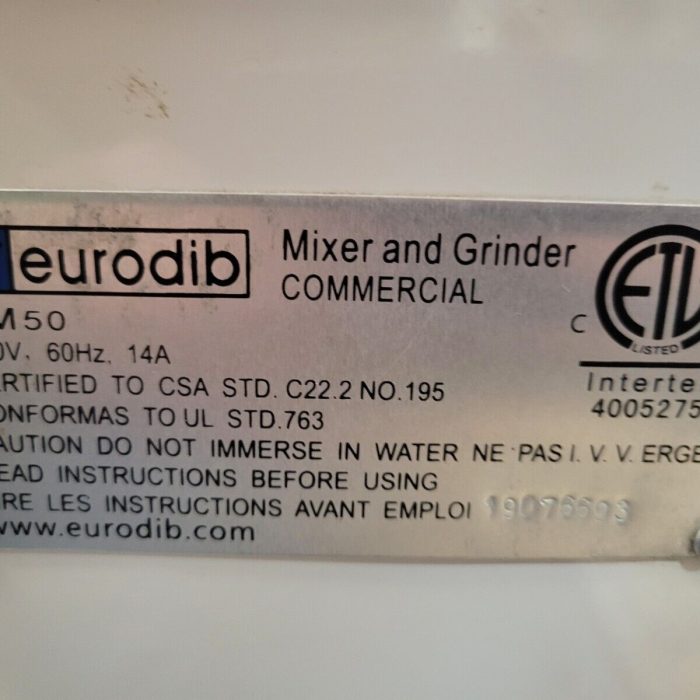 eurodib
Mixer and Grinder
COMMERCIAL
M50
0V, 60Hz, 14A
C
ETL
LISTED
RTIFIED TO CSA STD. C22.2 NO.195
ONFORMAS TO UL STD.763
Interte
4005275
AUTION DO NOT IMMERSE IN WATER NE PAS I. V. V. ERGE
EAD INSTRUCTIONS BEFORE USING
IRE LES INSTRUCTIONS AVANT EMPLOI
www.eurodib.com